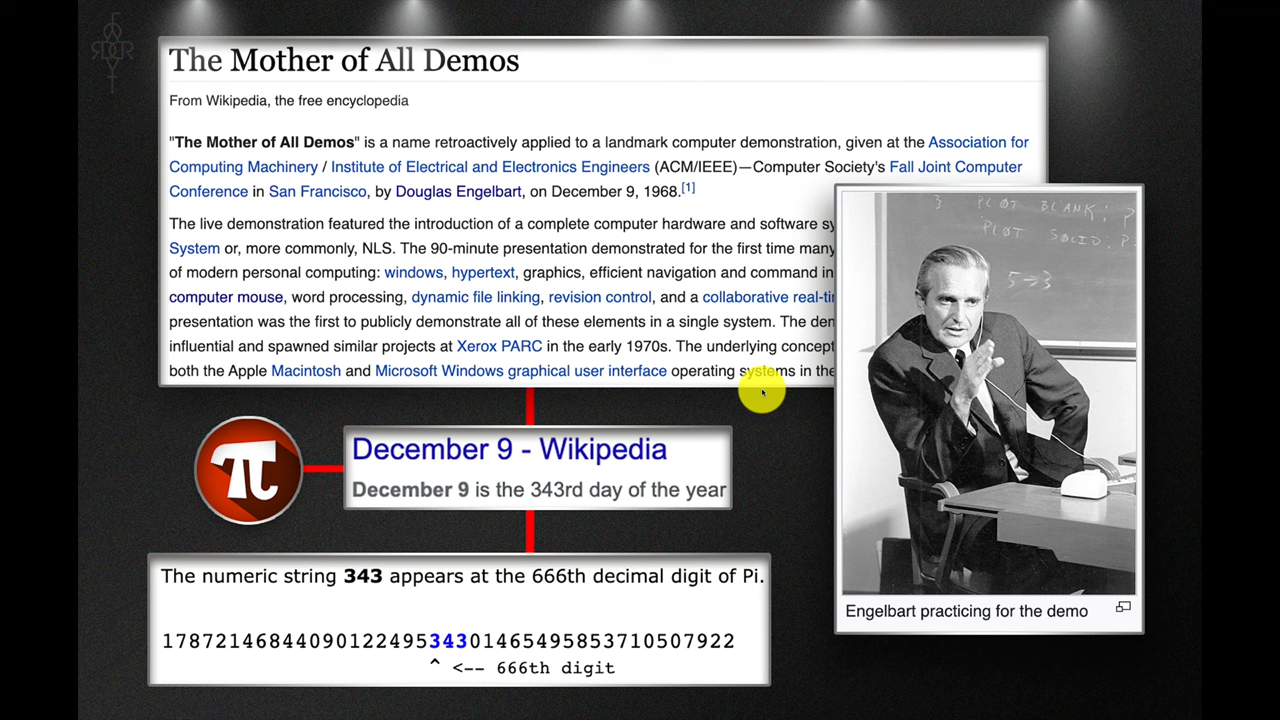 The Mother of All Demos
From Wikipedia, the free encyclopedia
"The Mother of All Demos" is a name retroactively applied to a landmark computer demonstration, given at the Association for
Computing Machinery / Institute of Electrical and Electronics Engineers (ACM/IEEE)—Computer Society's Fall Joint Computer
Conference in San Francisco, by Douglas Engelbart, on December 9, 1968.[1]
The live demonstration featured the introduction of a complete computer hardware and software
System or, more commonly, NLS. The 90-minute presentation demonstrated for the first time many
of modern personal computing: windows, hypertext, graphics, efficient navigation and command
computer mouse, word processing, dynamic file linking, revision control, and a collaborative
presentation was the first to publicly demonstrate all of these elements in a single system. The
influential and spawned similar projects at Xerox PARC in the early 1970s. The underlying
both the Apple Macintosh and Microsoft Windows graphical user interface operating systems in the
3 PLOT BLANK;
PLOT SOLID;
5→3
Engelbart practicing for the demo
π
December 9 - Wikipedia
December 9 is the 343rd day of the year
The numeric string 343 appears at the 666th decimal digit of Pi.
178721468440901224953430146549585371050792​2
^ <-- 666th digit